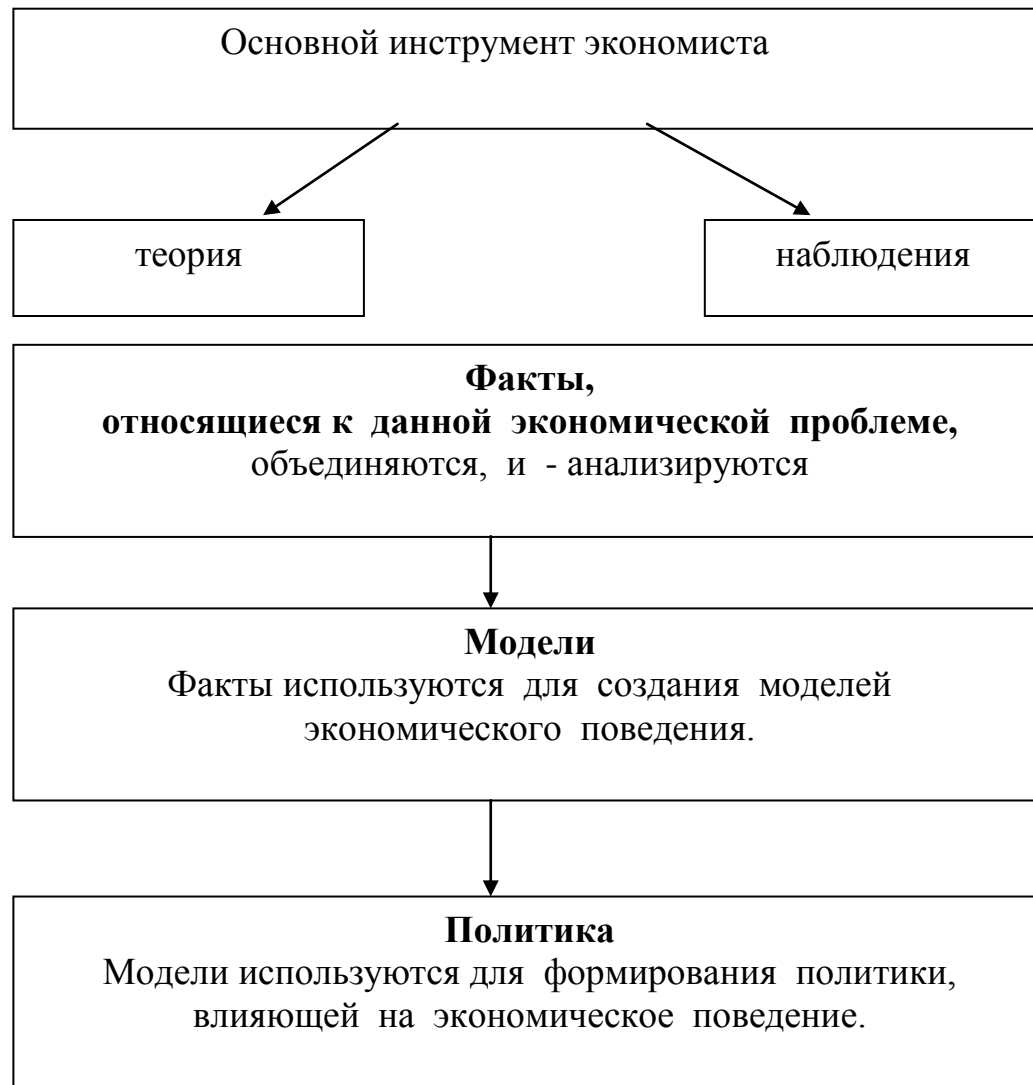 Основной инструмент экономиста
теория
наблюдения
Факты,
относящиеся к данной экономической проблеме,
объединяются, и - анализируются
Модели
Факты используются для создания моделей
экономического поведения.
Политика
Модели используются для формирования политики,
влияющей на экономическое поведение.